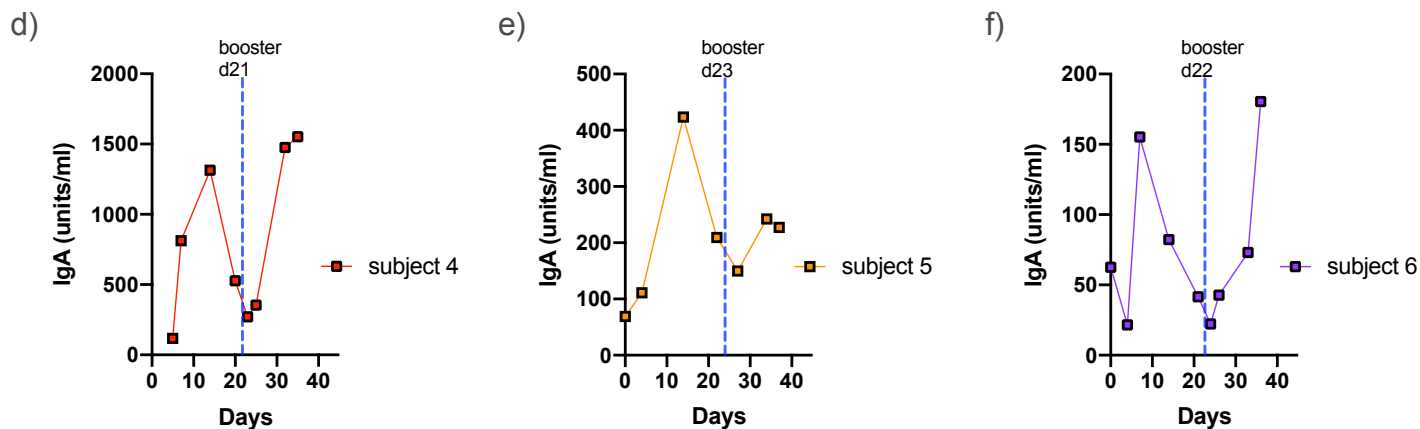 d)
booster
d21
2000
1500
1000
500
0
IgA (units/ml)
0 10 20 30 40
Days
subject 4
e)
booster
d23
500
400
300
200
100
0
IgA (units/ml)
0 10 20 30 40
Days
subject 5
f)
booster
d22
200
150
100
50
0
IgA (units/ml)
0 10 20 30 40
Days
subject 6